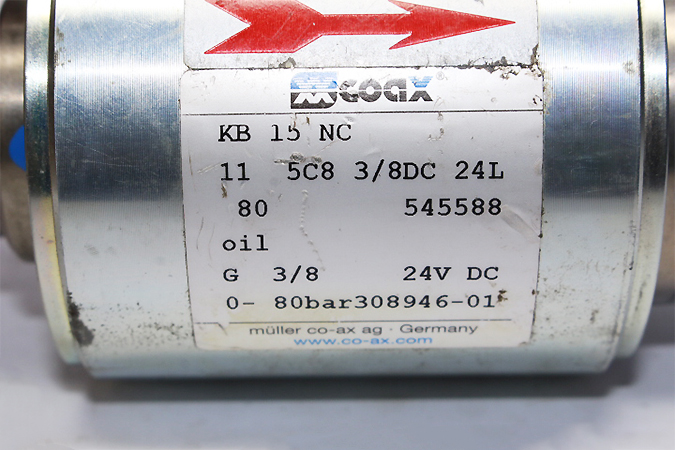 coax
KB 15 NC
11 5C8 3/8DC 24L
80 545588
oil
G 3/8 24V DC
0- 80bar308946-01
müller co-ax ag · Germany
www.co-ax.com